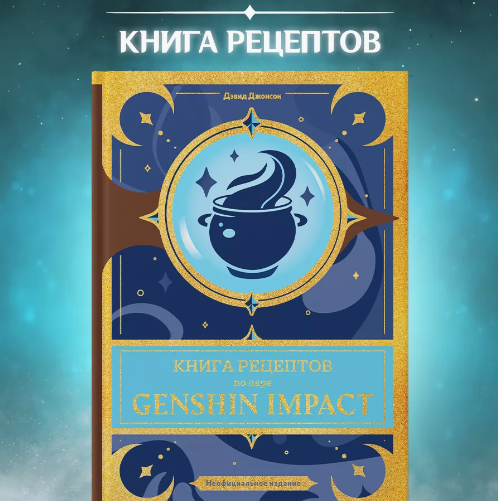 КНИГА РЕЦЕПТОВ
Дэвид Джонсон
КНИГА РЕЦЕПТОВ
по игре
GENSHIN IMPACT
Неофициальное издание